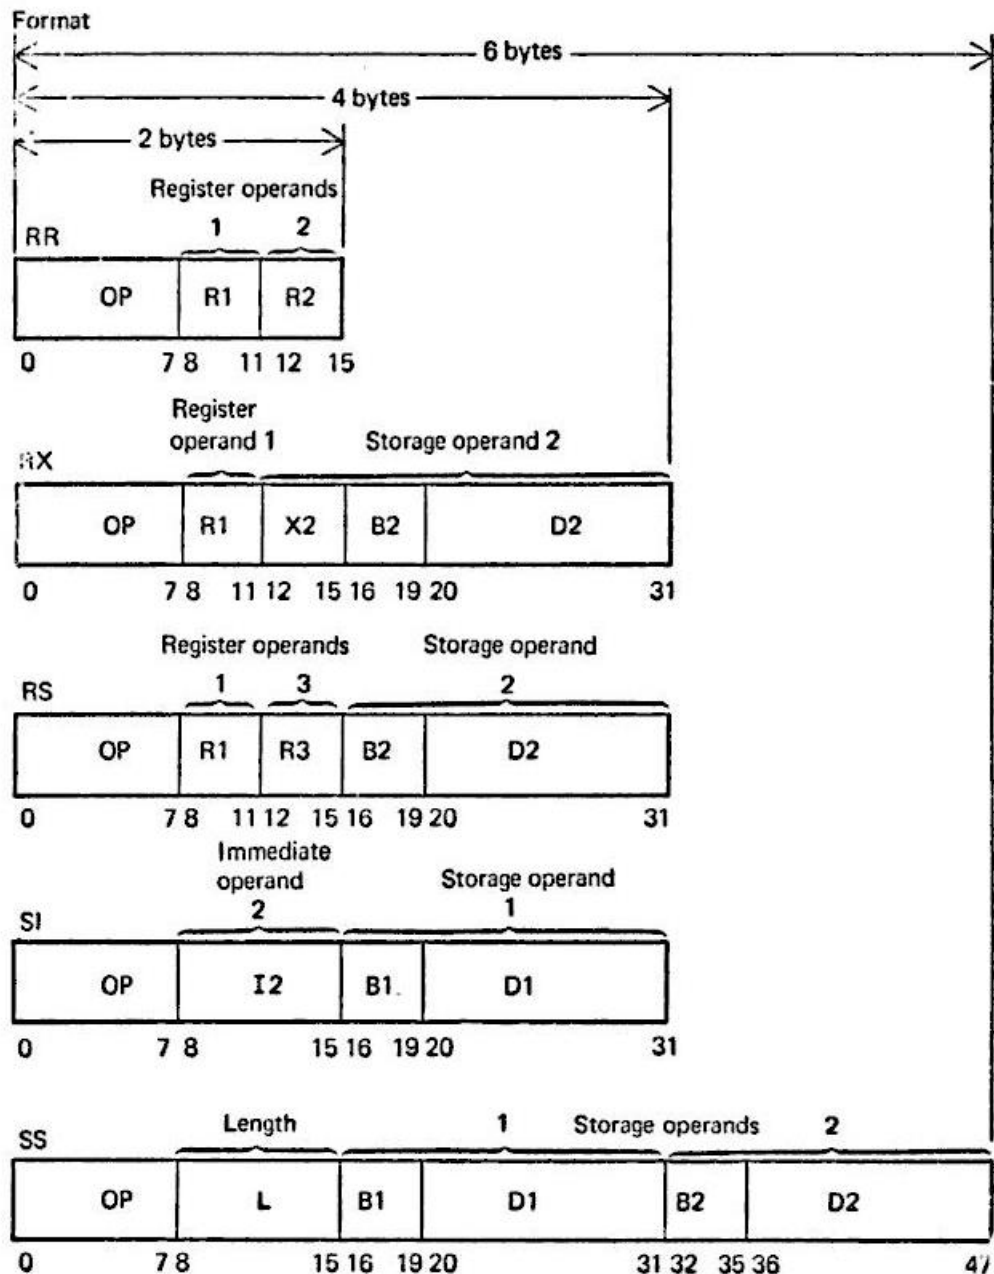 Format
6 bytes
4 bytes
2 bytes
Register operands
1 2
RR
OP R1 R2
0 7 8 11 12 15
Register
operand 1 Storage operand 2
RX
OP R1 X2 B2 D2
0 7 8 11 12 15 16 19 20 31
Register operands Storage operand
1 3 2
RS
OP R1 R3 B2 D2
0 7 8 11 12 15 16 19 20 31
Immediate
operand Storage operand
2 1
SI
OP I2 B1 D1
0 7 8 15 16 19 20 31
Length 1 Storage operands 2
SS
OP L B1 D1 B2 D2
0 7 8 15 16 19 20 31 32 35 36 47